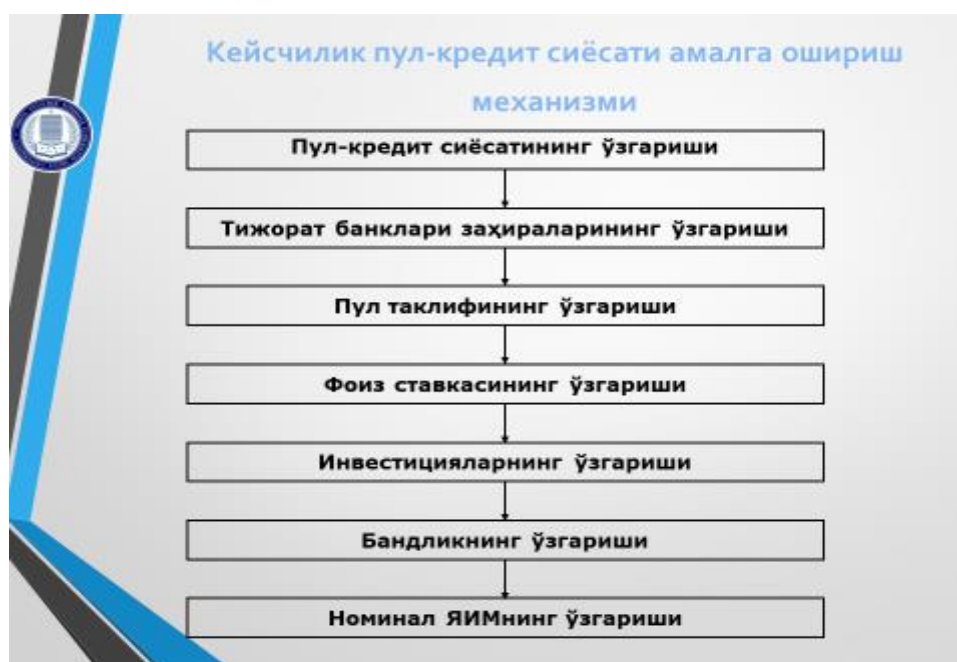 Кейсчилик пул-кредит сиёсати амалга ошириш
механизми
Пул-кредит сиёсатининг ўзгариши
Тижорат банклари заҳираларининг ўзгариши
Пул таклифининг ўзгариши
Фоиз ставкасининг ўзгариши
Инвестицияларнинг ўзгариши
Бандликнинг ўзгариши
Номинал ЯИМнинг ўзгариши